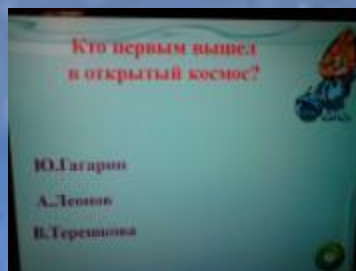 Кто первым вышел
в открытый космос?
Ю.Гагарин
А.Леонов
В.Терешкова